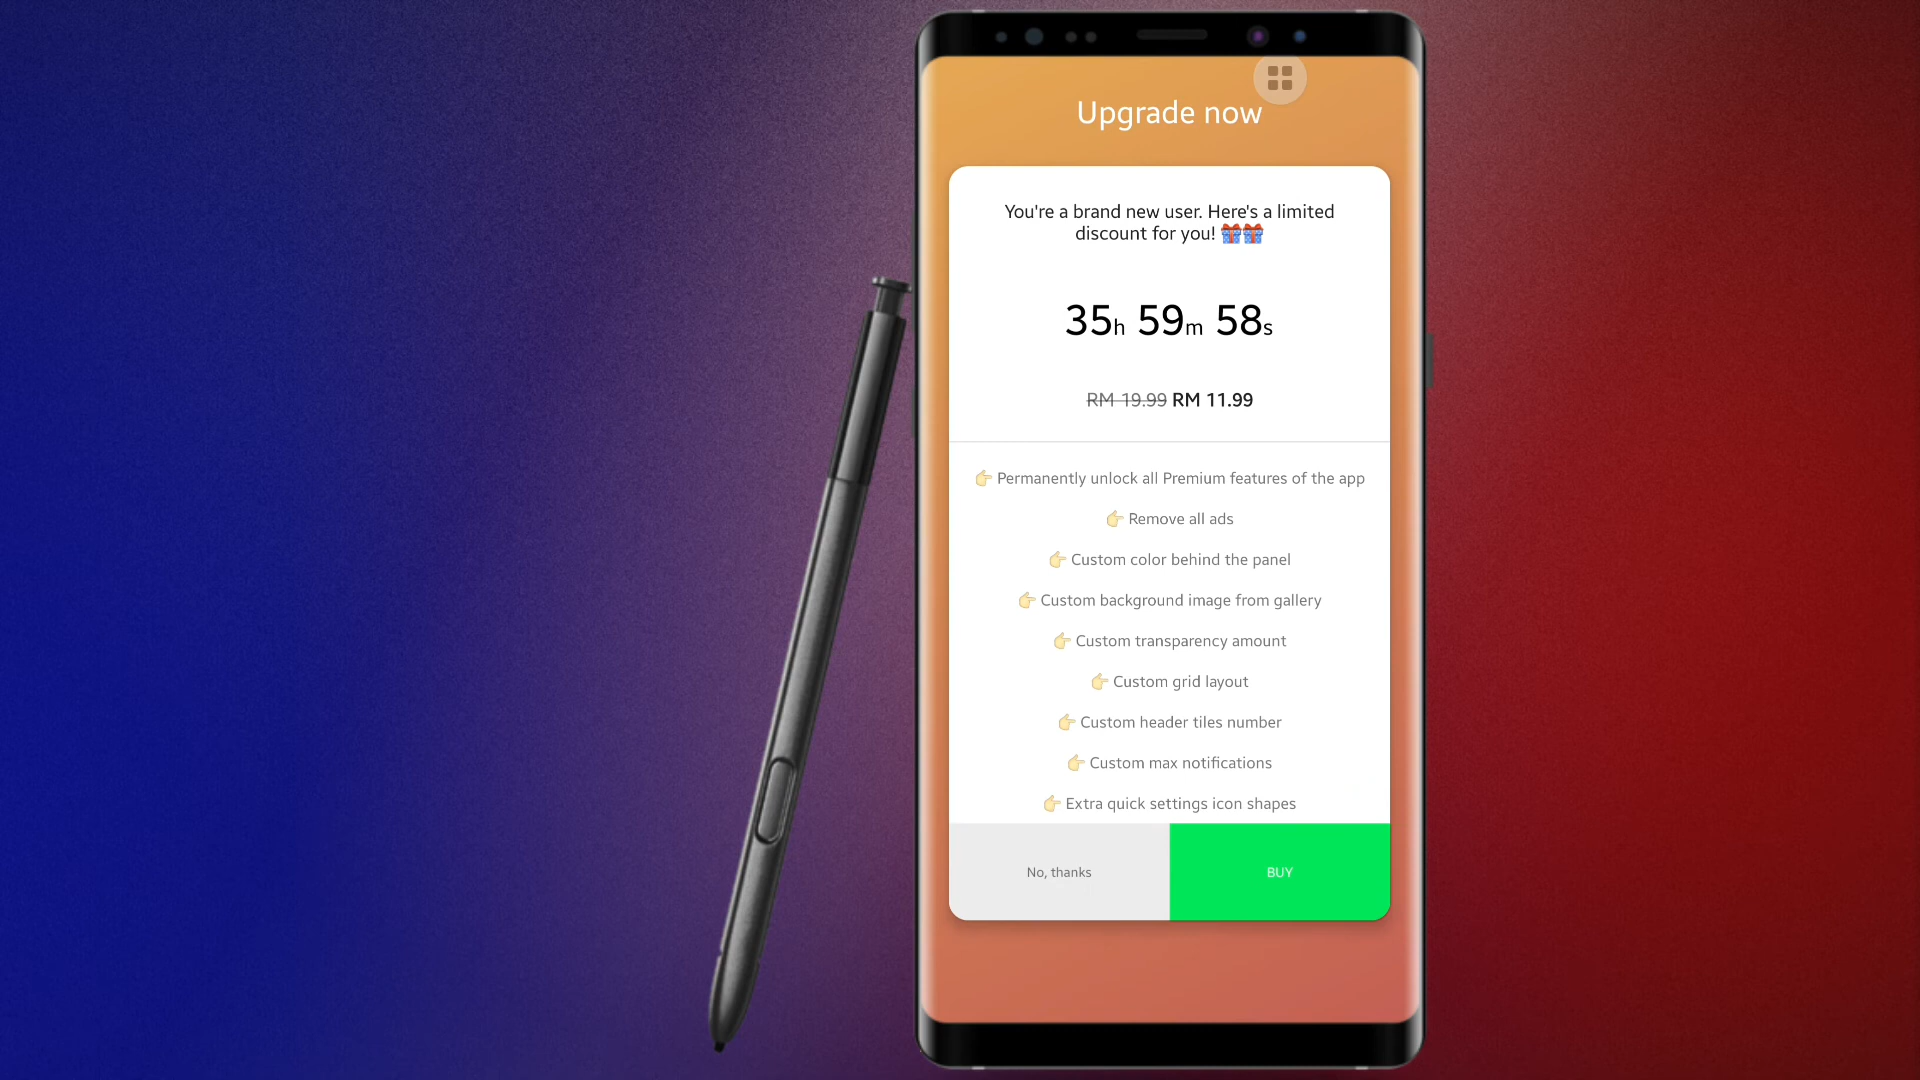 Upgrade now
You're a brand new user. Here's a limited
discount for you! 🎁🎁
35h 59m 58s
RM 19.99 RM 11.99
👉 Permanently unlock all Premium features of the app
👉 Remove all ads
👉 Custom color behind the panel
👉 Custom background image from gallery
👉 Custom transparency amount
👉 Custom grid layout
👉 Custom header tiles number
👉 Custom max notifications
👉 Extra quick settings icon shapes
No, thanks
BUY